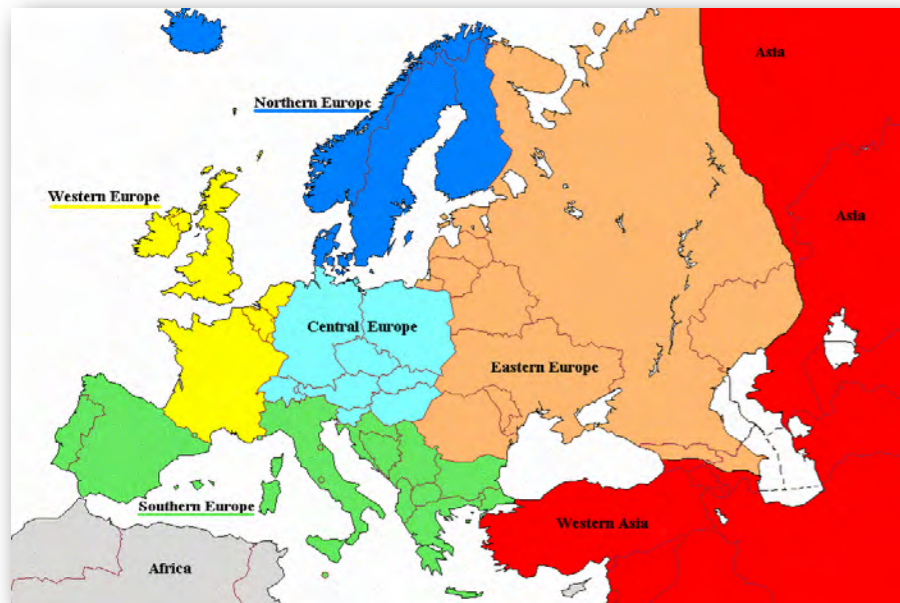 Asia
Northern Europe
Western Europe
Asia
Central Europe
Eastern Europe
Southern Europe
Western Asia
Africa